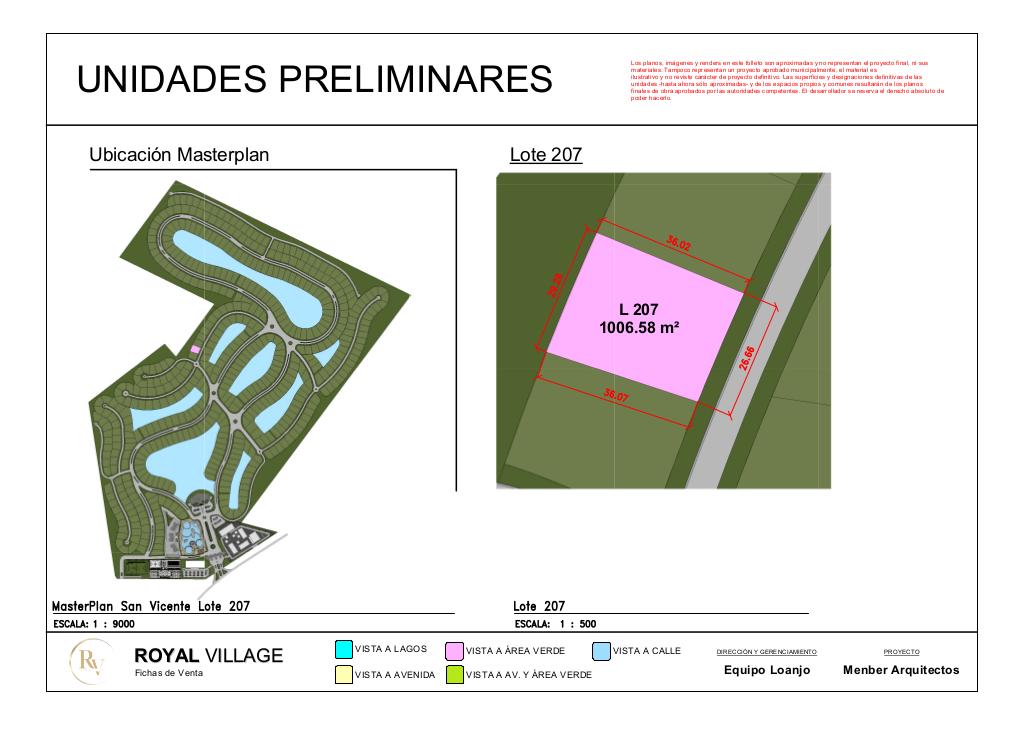 UNIDADES PRELIMINARES
Los planos, imágenes y renders en este folleto son aproximadas y no representan el proyecto final, ni sus
materiales. Tampoco representan un proyecto aprobado municipalmente, el material es
ilustrativo y no reviste carácter de proyecto definitivo. Las superficies y designaciones definitivas de las
unidades -hasta ahora sólo aproximadas- y de los espacios propios y comunes resultarán de los planos
finales de obra aprobados por las autoridades competentes. El desarrollador se reserva el derecho absoluto de
poder hacerlo.
Ubicación Masterplan
Lote 207
36.02
L 207
1006.58 m²
26.66
36.07
MasterPlan San Vicente Lote 207
ESCALA: 1 : 9000
Lote 207
ESCALA: 1 : 500
RV
ROYAL VILLAGE
Fichas de Venta
VISTA A LAGOS
VISTA A ÁREA VERDE
VISTA A CALLE
VISTA A AVENIDA
VISTA A AV. Y ÁREA VERDE
DIRECCIÓN Y GERENCIAMIENTO
Equipo Loanjo
PROYECTO
Menber Arquitectos